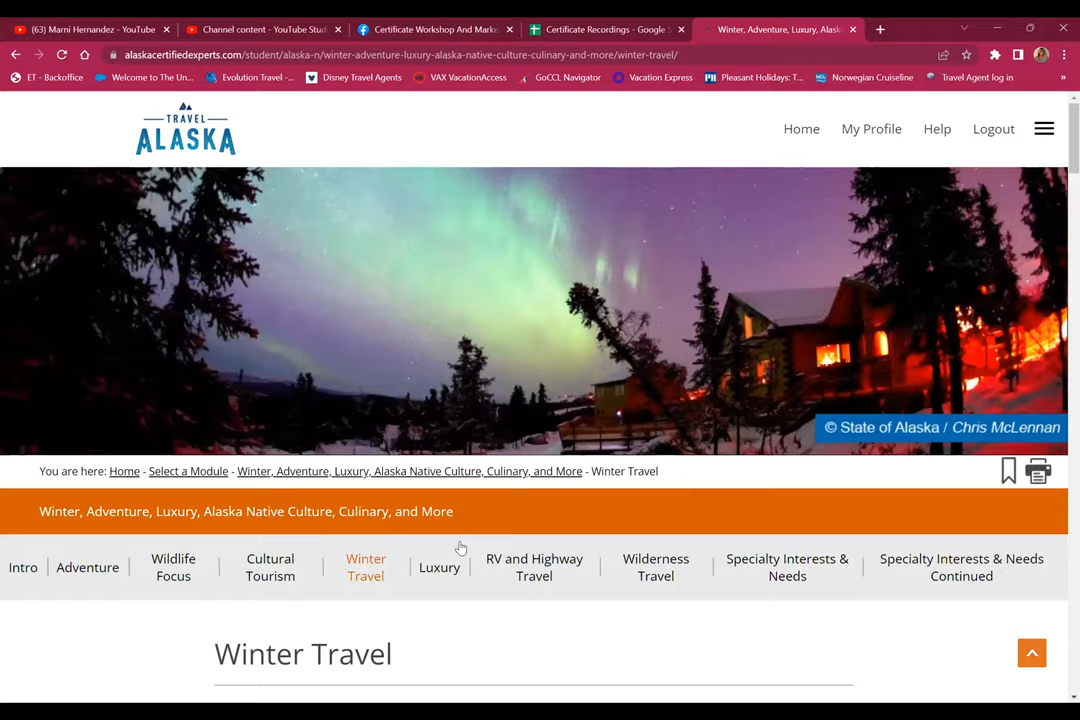 (63) Marni Hernandez - YouTube
Channel content - YouTube Stud
Certificate Workshop And Marke
Certificate Recordings - Google S
Winter, Adventure, Luxury, Alask
alaskacertifiedexperts.com/student/alaska-n/winter-adventure-luxury-alaska-native-culture-culinary-and-more/winter-travel/
ET - Backoffice
Welcome to The Un...
Evolution Travel -...
Disney Travel Agents
VAX VacationAccess
GoCCL Navigator
Vacation Express
Pleasant Holidays: T...
Norwegian Cruiseline
Travel Agent log in
»
TRAVEL
ALASKA
Home
My Profile
Help
Logout
© State of Alaska / Chris McLennan
You are here: Home - Select a Module - Winter, Adventure, Luxury, Alaska Native Culture, Culinary, and More - Winter Travel
Winter, Adventure, Luxury, Alaska Native Culture, Culinary, and More
Intro
Adventure
Wildlife
Focus
Cultural
Tourism
Winter
Travel
Luxury
RV and Highway
Travel
Wilderness
Travel
Specialty Interests &
Needs
Specialty Interests & Needs
Continued
Winter Travel